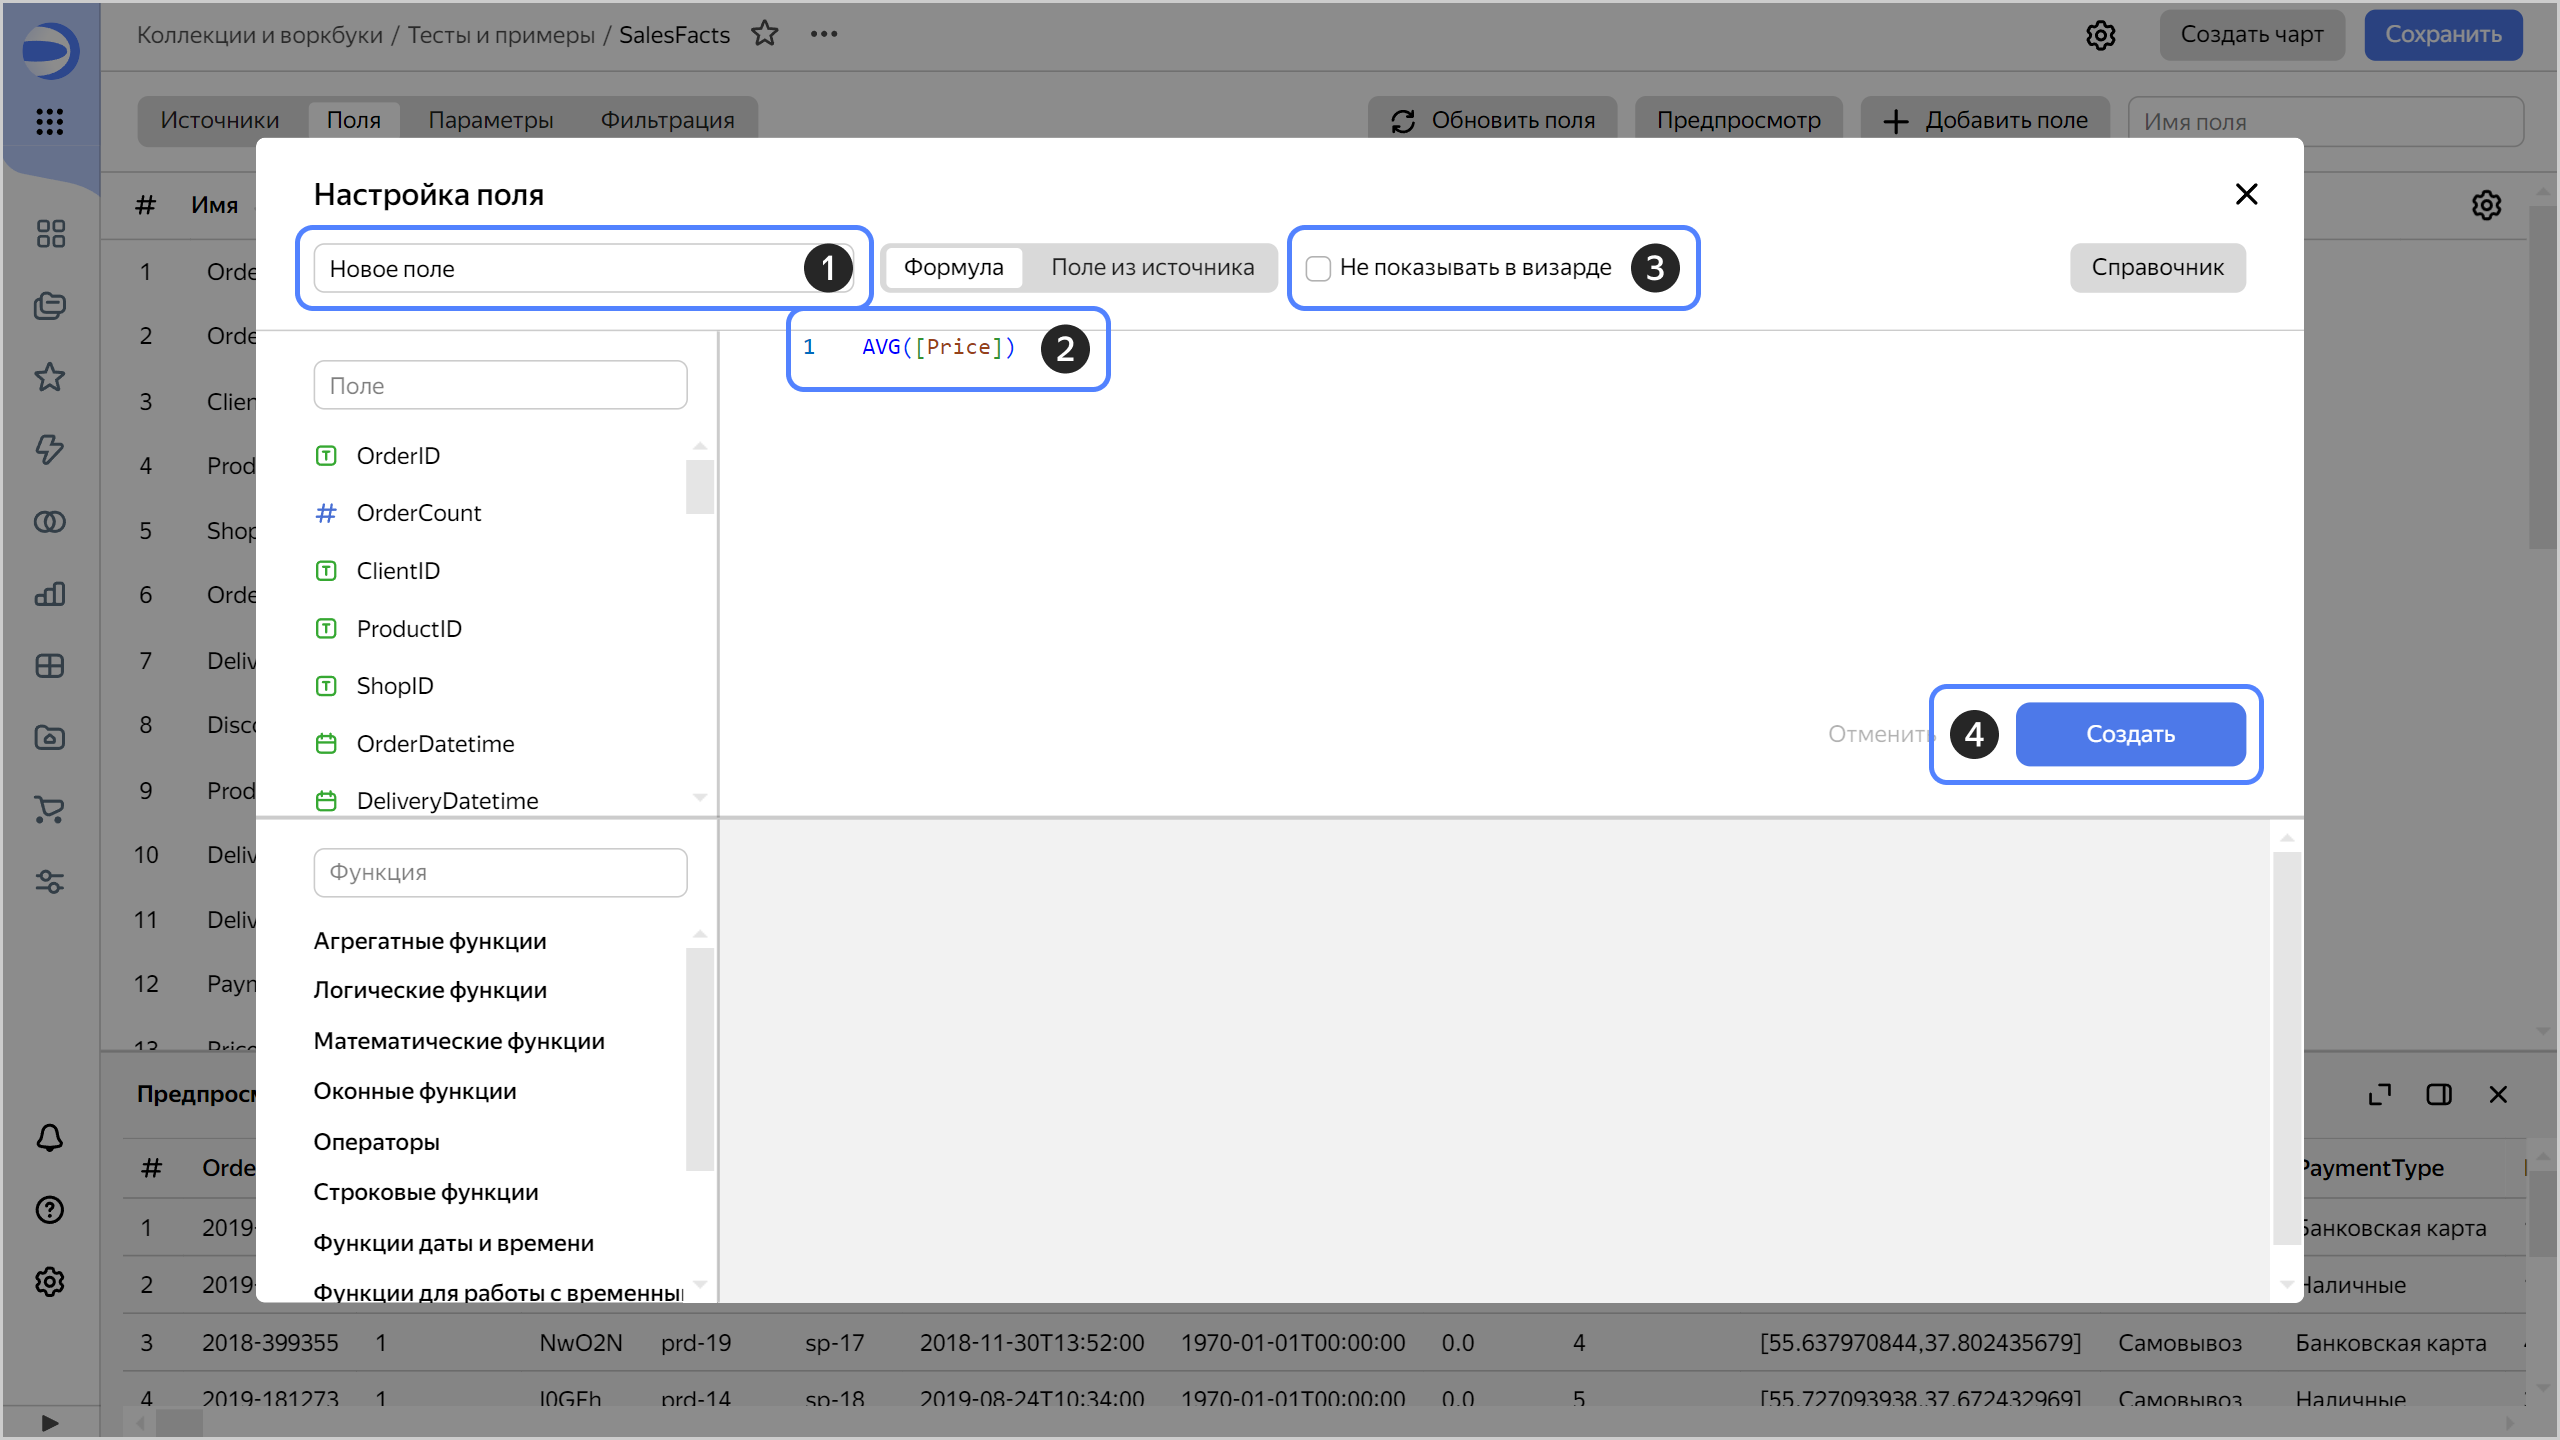 Коллекции и воркбуки / Тесты и примеры / SalesFacts
Создать чарт
Сохранить
Источники
Поля
Параметры
Фильтрация
Обновить поля
Предпросмотр
Добавить поле
Имя поля
# Имя
1 Orde
2 Orde
3 Clien
4 Prod
5 Shop
6 Orde
7 Deliv
8 Disc
9 Prod
10 Deliv
11 Deliv
12 Payn
13 Price
Настройка поля
Новое поле
1
Формула
Поле из источника
Не показывать в визарде
3
Справочник
1 AVG([Price])
2
Поле
OrderID
OrderCount
ClientID
ProductID
ShopID
OrderDatetime
DeliveryDatetime
Отменить
4
Создать
Функция
Агрегатные функции
Логические функции
Математические функции
Оконные функции
Операторы
Строковые функции
Функции даты и времени
Функции для работы с временны
Предпросм
# Orde PaymentType
1 2019- Банковская карта
2 2019- Наличные
3 2018-399355 1 NwO2N prd-19 sp-17 2018-11-30T13:52:00 1970-01-01T00:00:00 0.0 4 [55.637970844,37.802435679] Самовывоз Банковская карта
4 2019-181273 1 prd-14 sp-18 2019-08-24T10:34:00 1970-01-01T00:00:00 0.0 5 [55.727093938,37.672432969] Самовывоз Наличные